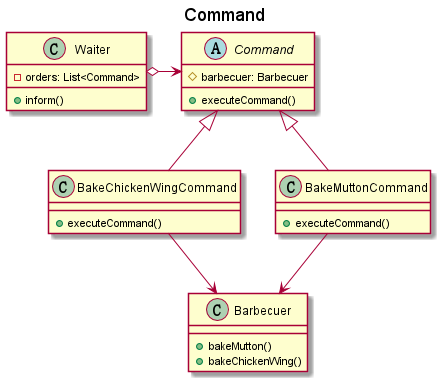 Command
C Waiter
orders: List<Command>
inform()
A Command
barbecuer: Barbecuer
executeCommand()
C BakeChickenWingCommand
executeCommand()
C BakeMuttonCommand
executeCommand()
C Barbecuer
bakeMutton()
bakeChickenWing()